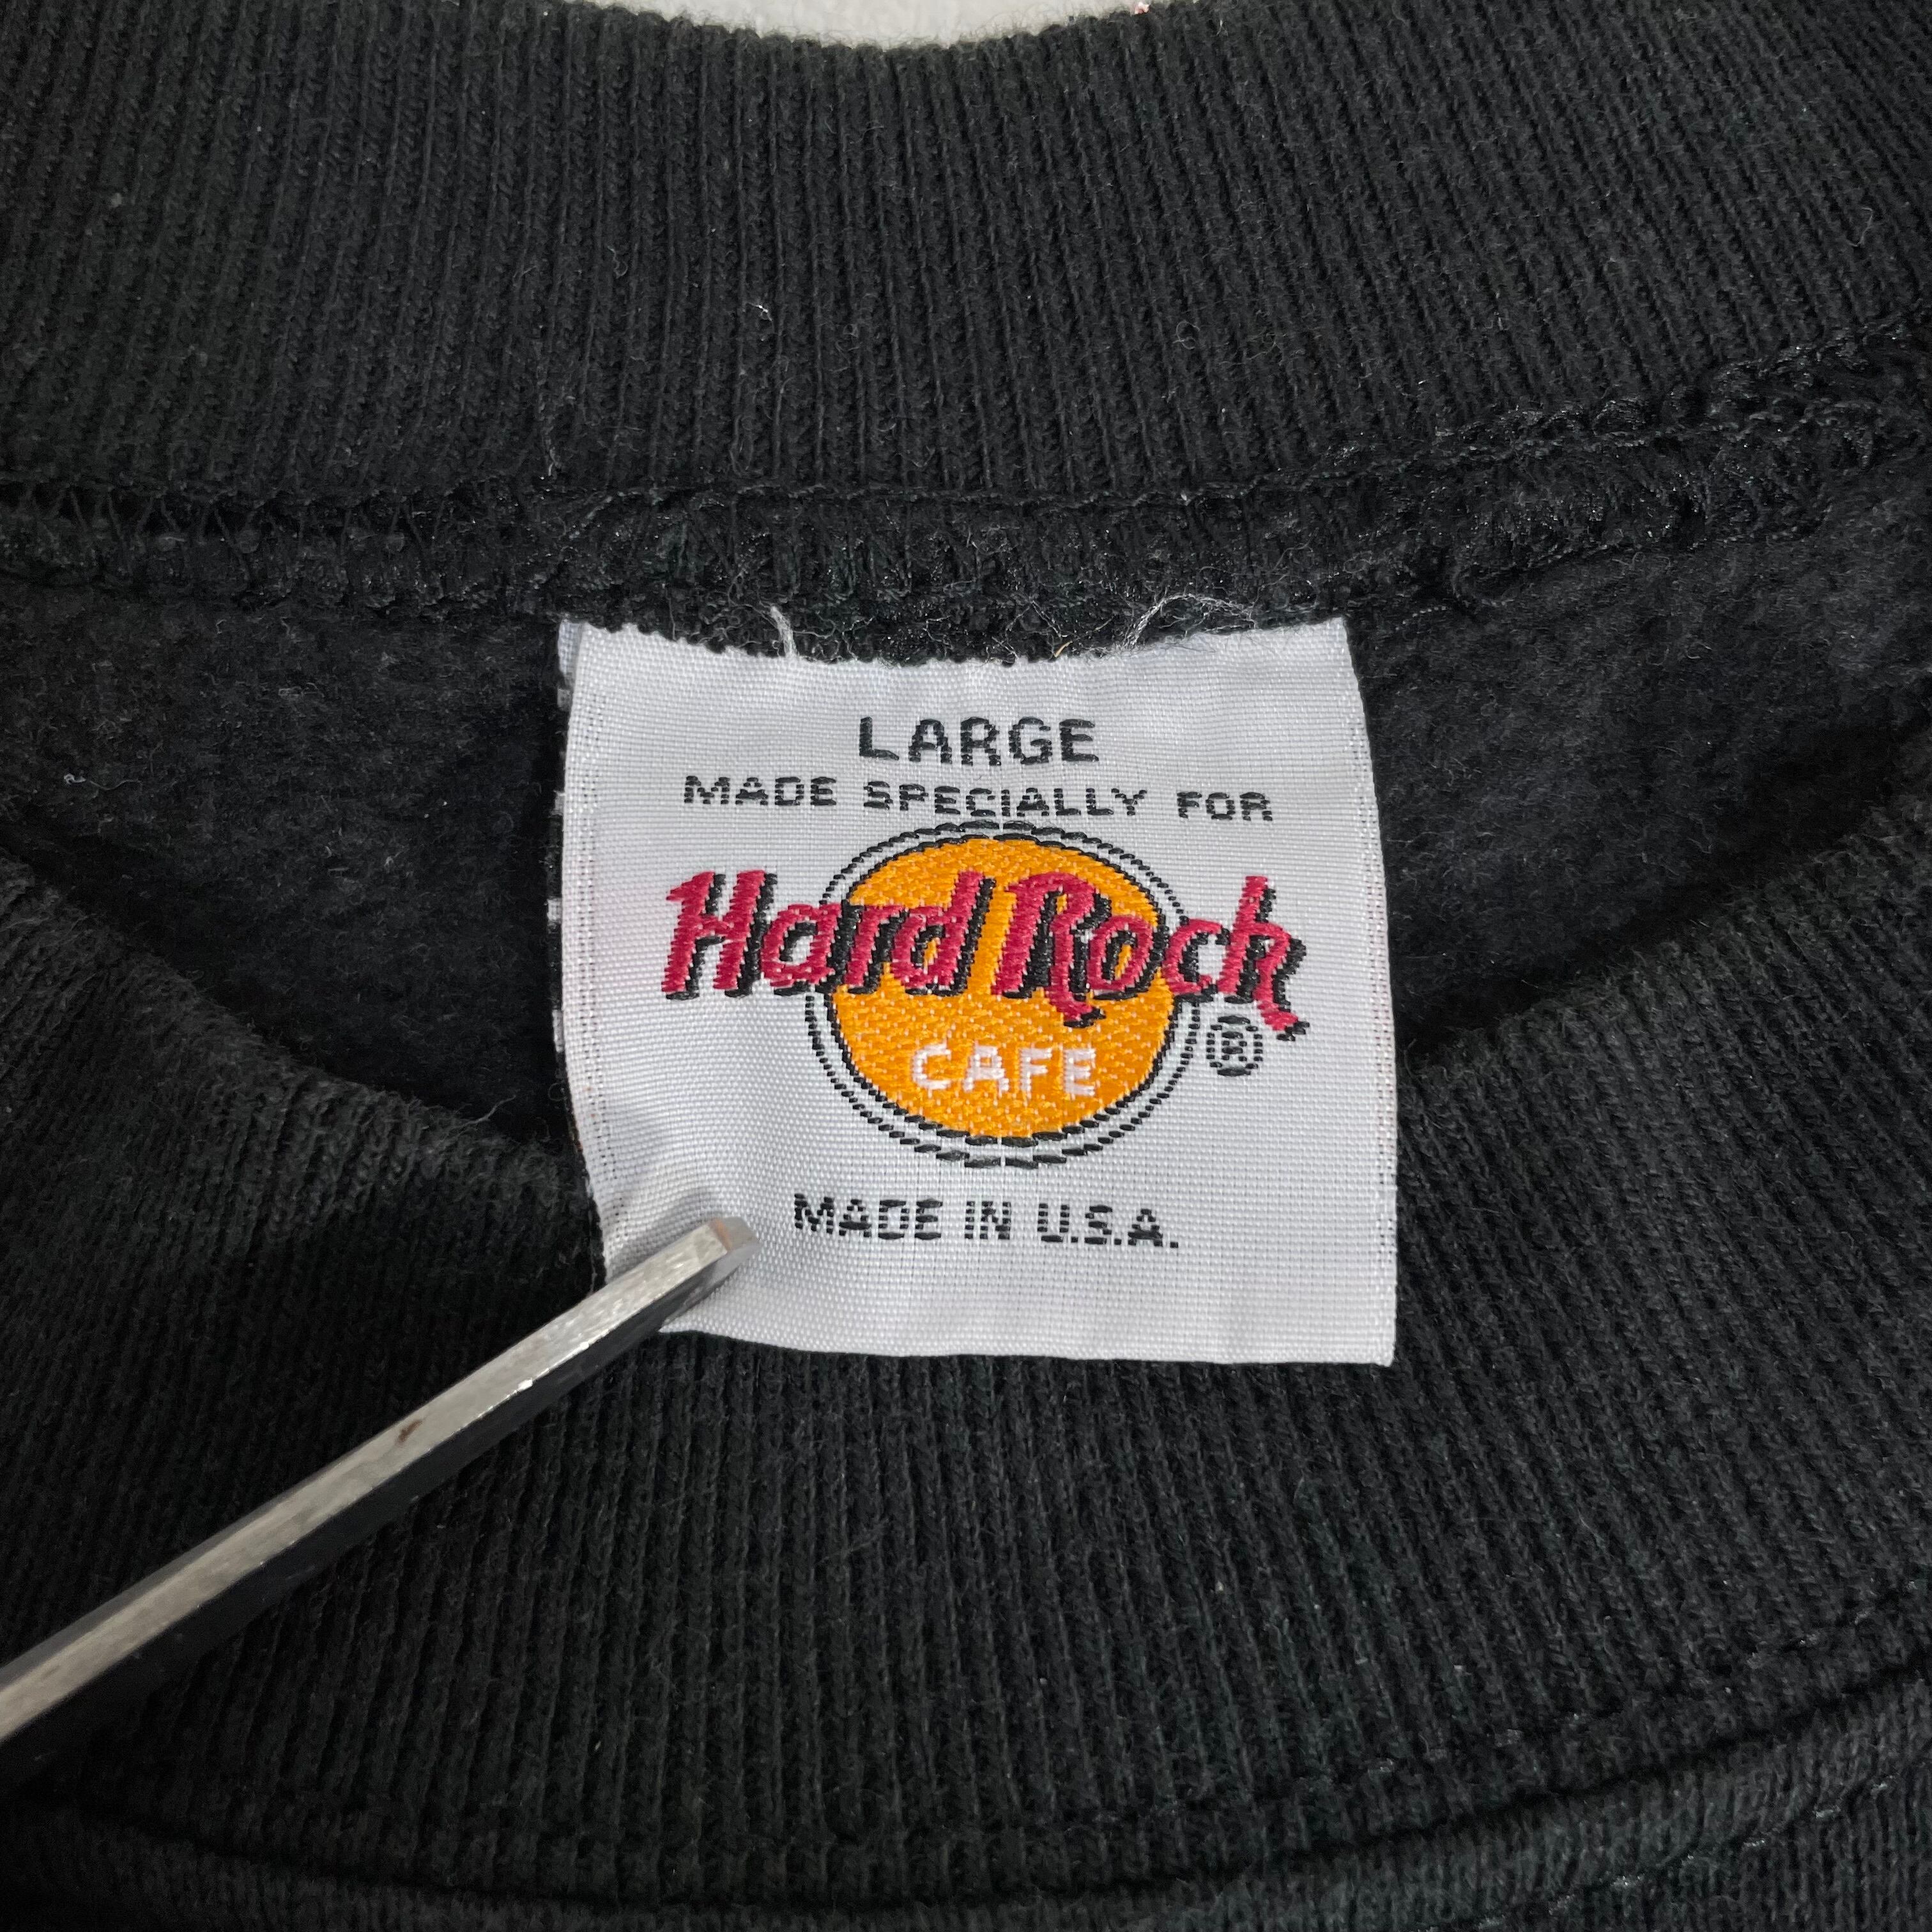 LARGE
MADE SPECIALLY FOR
Hard Rock
®
CAFE
MADE IN U.S.A.